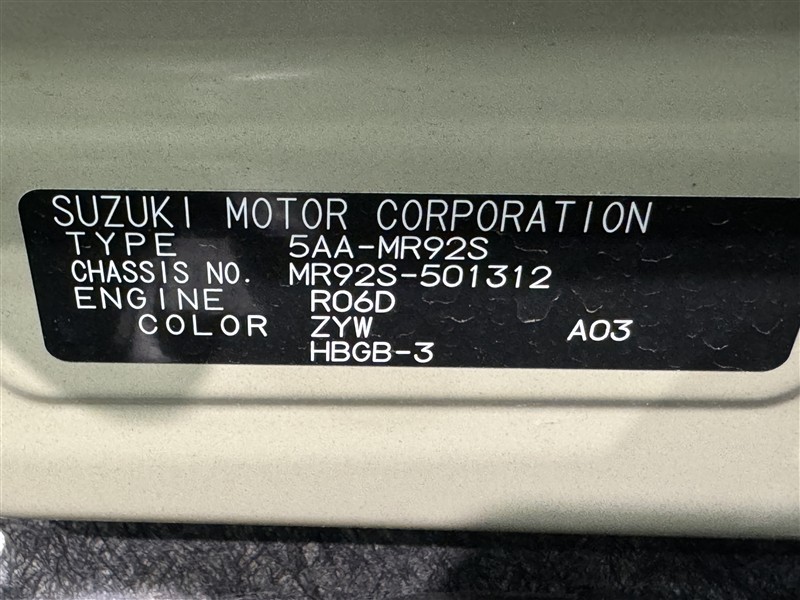 SUZUKI MOTOR CORPORATION
TYPE 5AA-MR92S
CHASSIS NO. MR92S-501312
ENGINE R06D
COLOR ZYW A03
HBGB-3